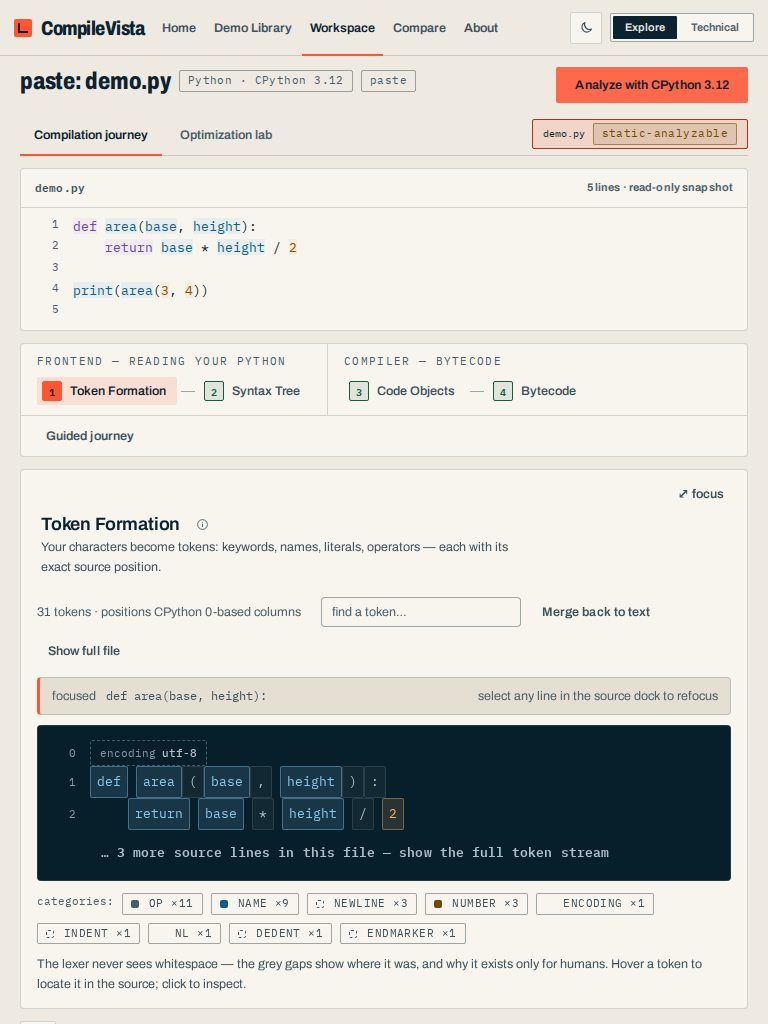 CompileVista Home Demo Library Workspace Compare About Explore Technical
paste: demo.py Python · CPython 3.12 paste Analyze with CPython 3.12
Compilation journey Optimization lab demo.py static-analyzable
demo.py 5 lines · read-only snapshot
1 def area(base, height):
2 return base * height / 2
3
4 print(area(3, 4))
5
FRONTEND — READING YOUR PYTHON COMPILER — BYTECODE
1 Token Formation — 2 Syntax Tree 3 Code Objects — 4 Bytecode
Guided journey
⤢ focus
Token Formation ⓘ
Your characters become tokens: keywords, names, literals, operators — each with its
exact source position.
31 tokens · positions CPython 0-based columns find a token... Merge back to text
Show full file
focused def area(base, height): select any line in the source dock to refocus
0 encoding utf-8
1 def area ( base , height ) :
2 return base * height / 2
… 3 more source lines in this file — show the full token stream
categories: OP ×11 NAME ×9 NEWLINE ×3 NUMBER ×3 ENCODING ×1
INDENT ×1 NL ×1 DEDENT ×1 ENDMARKER ×1
The lexer never sees whitespace — the grey gaps show where it was, and why it exists only for humans. Hover a token to
locate it in the source; click to inspect.